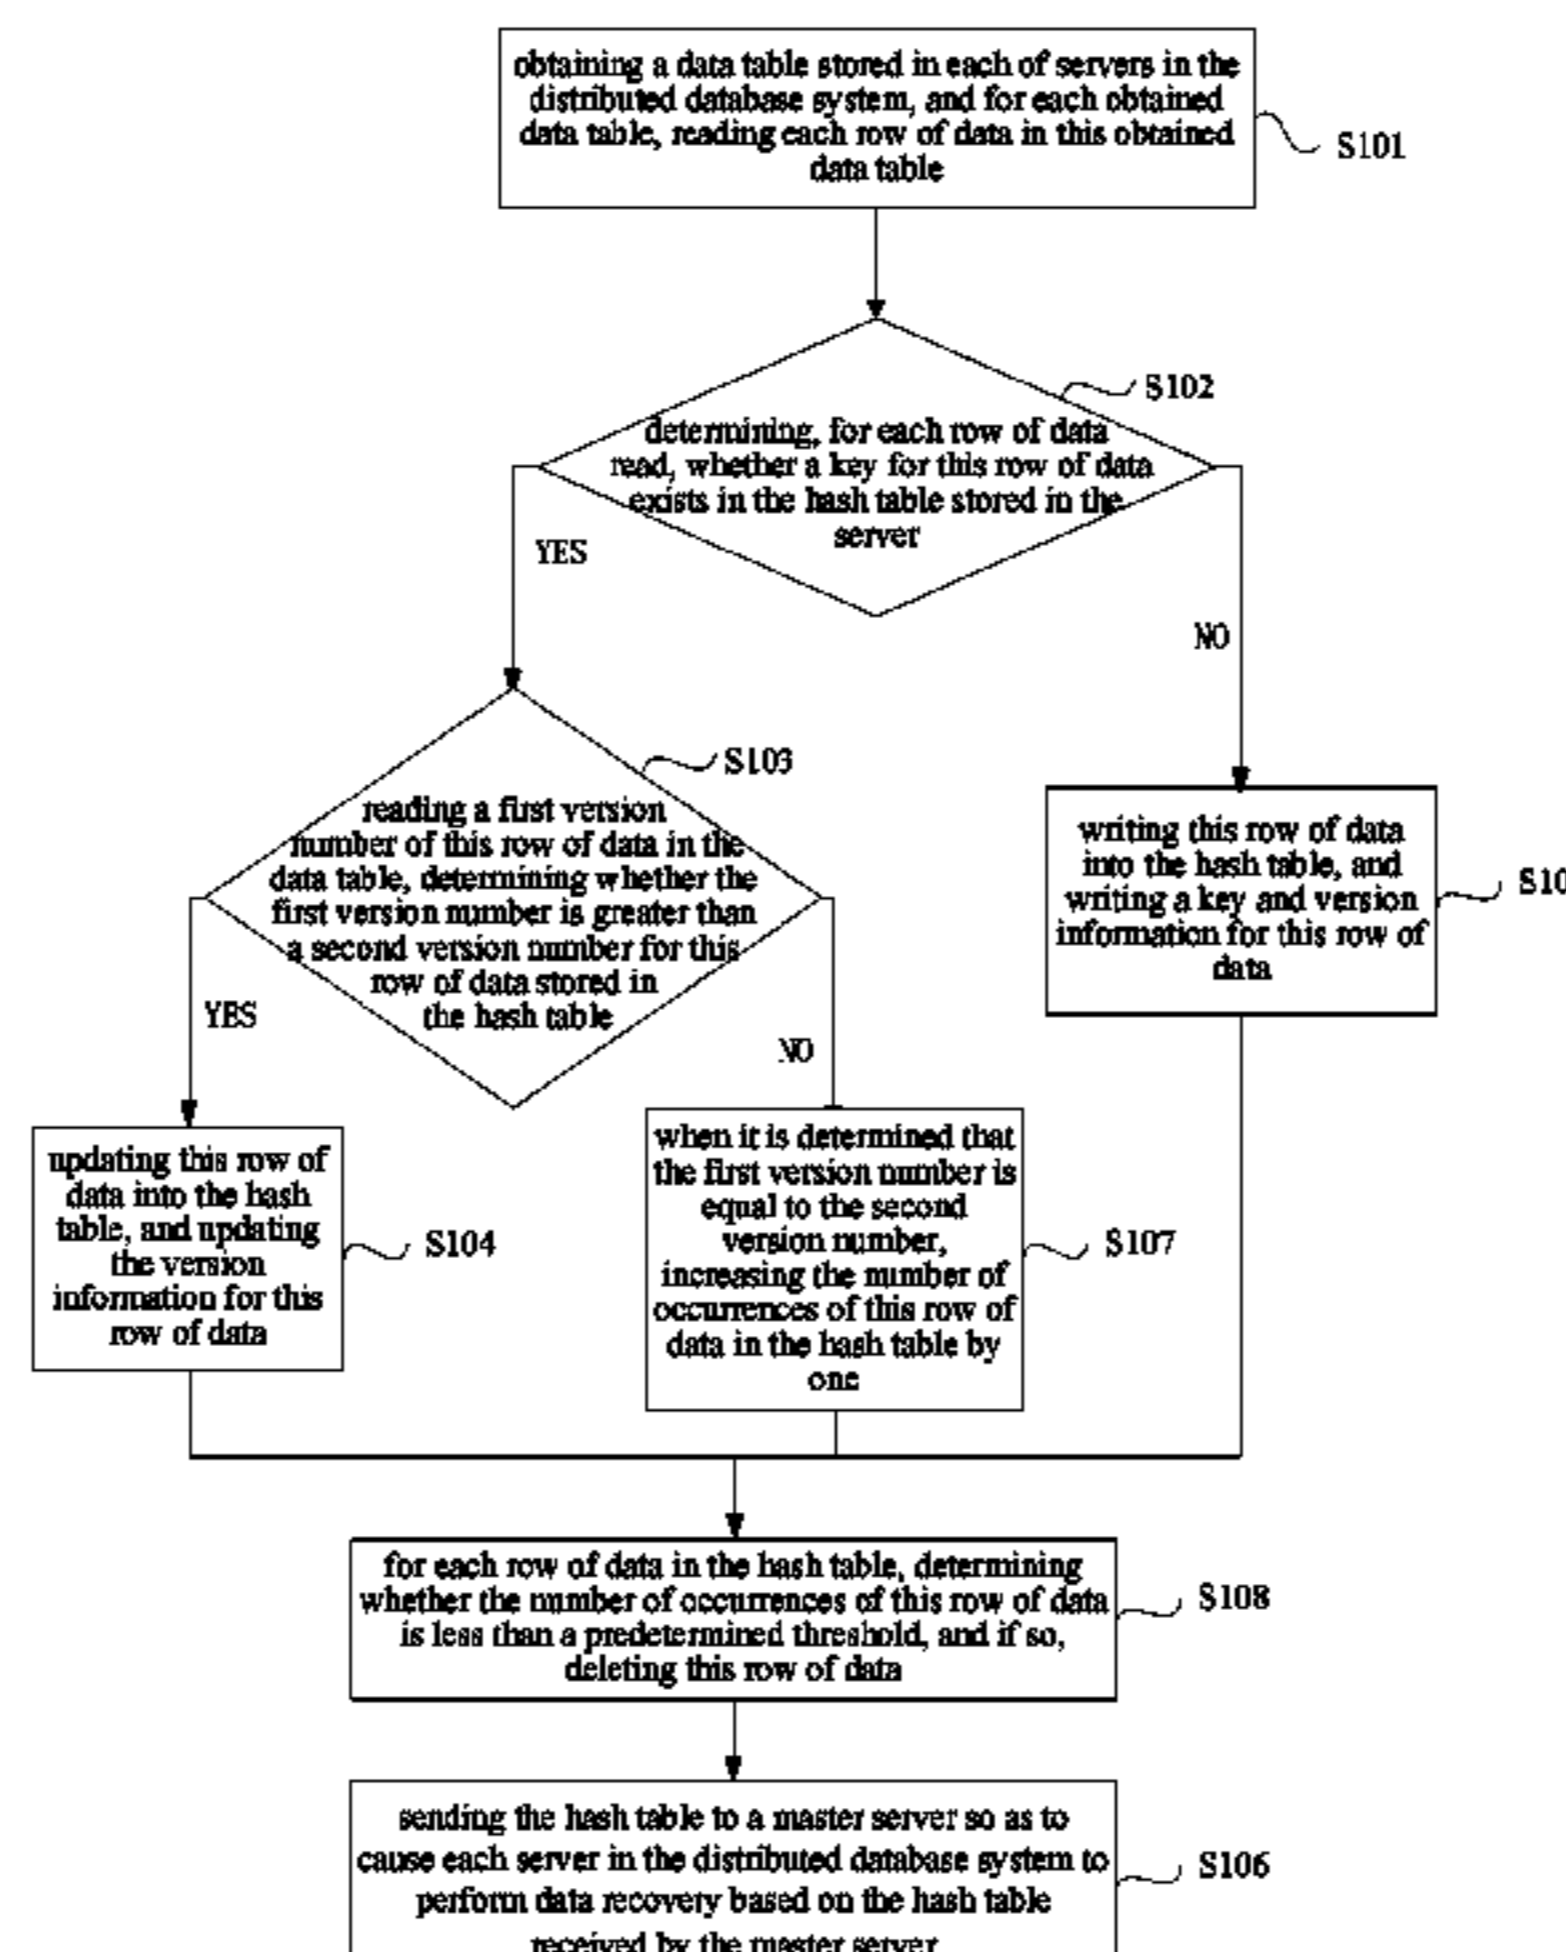 obtaining a data table stored in each of servers in the
distributed database system, and for each obtained
data table, reading each row of data in this obtained
data table
S101
S102
determining, for each row of data
read, whether a key for this row of data
exists in the hash table stored in the
server
YES
NO
S103
reading a first version
number of this row of data in the
data table, determining whether the
first version number is greater than
a second version number for this
row of data stored in
the hash table
writing this row of data
into the hash table, and
writing a key and version
information for this row of
data
S10
YES
NO
updating this row of
data into the hash
table, and updating
the version
information for this
row of data
S104
when it is determined that
the first version number is
equal to the second
version number,
increasing the number of
occurrences of this row of
data in the hash table by
one
S107
for each row of data in the hash table, determining
whether the number of occurrences of this row of data
is less than a predetermined threshold, and if so,
deleting this row of data
S108
sending the hash table to a master server so as to
cause each server in the distributed database system to
perform data recovery based on the hash table
received by the master server
S106